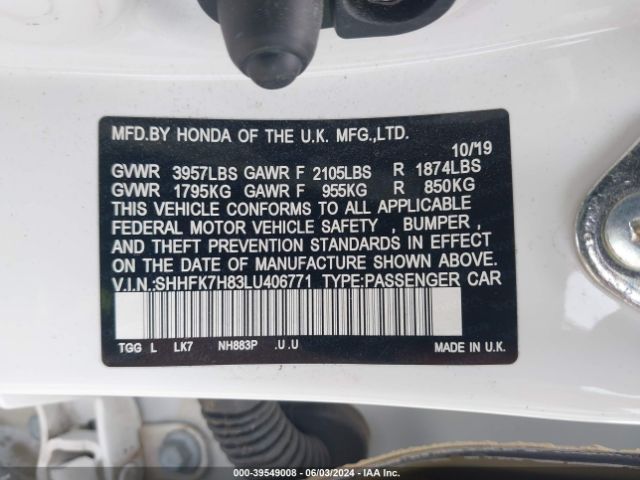 MFD.BY HONDA OF THE U.K. MFG.,LTD.
10/19
GVWR 3957LBS GAWR F 2105LBS R 1874LBS
GVWR 1795KG GAWR F 955KG R 850KG
THIS VEHICLE CONFORMS TO ALL APPLICABLE
FEDERAL MOTOR VEHICLE SAFETY , BUMPER ,
AND THEFT PREVENTION STANDARDS IN EFFECT
ON THE DATE OF MANUFACTURE SHOWN ABOVE.
V.I.N.:SHHFK7H83LU406771 TYPE:PASSENGER CAR
TGG L LK7 NH883P .U.U MADE IN U.K.
000-39549008 - 06/03/2024 - IAA Inc.